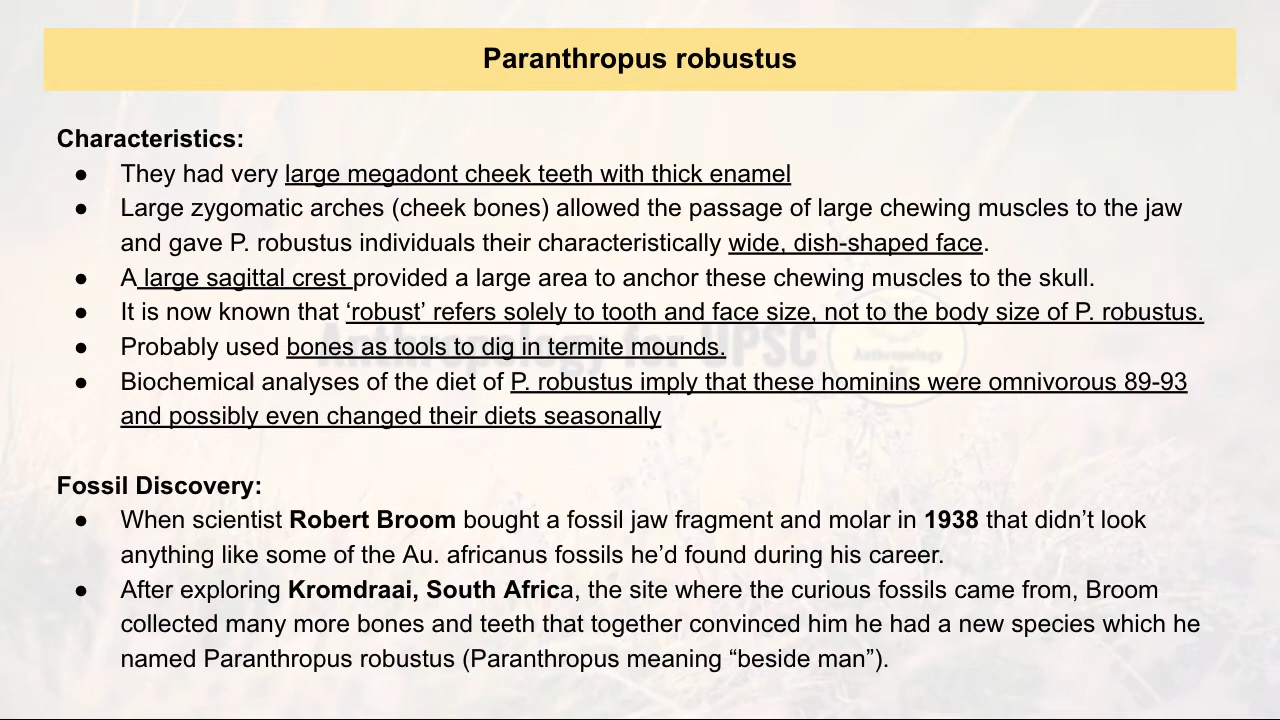 Paranthropus robustus
Characteristics:
● They had very large megadont cheek teeth with thick enamel
● Large zygomatic arches (cheek bones) allowed the passage of large chewing muscles to the jaw
and gave P. robustus individuals their characteristically wide, dish-shaped face.
● A large sagittal crest provided a large area to anchor these chewing muscles to the skull.
● It is now known that ‘robust’ refers solely to tooth and face size, not to the body size of P. robustus.
● Probably used bones as tools to dig in termite mounds.
● Biochemical analyses of the diet of P. robustus imply that these hominins were omnivorous 89-93
and possibly even changed their diets seasonally
Anthropology for UPSC
Anthropology
Fossil Discovery:
● When scientist Robert Broom bought a fossil jaw fragment and molar in 1938 that didn’t look
anything like some of the Au. africanus fossils he’d found during his career.
● After exploring Kromdraai, South Africa, the site where the curious fossils came from, Broom
collected many more bones and teeth that together convinced him he had a new species which he
named Paranthropus robustus (Paranthropus meaning “beside man”).